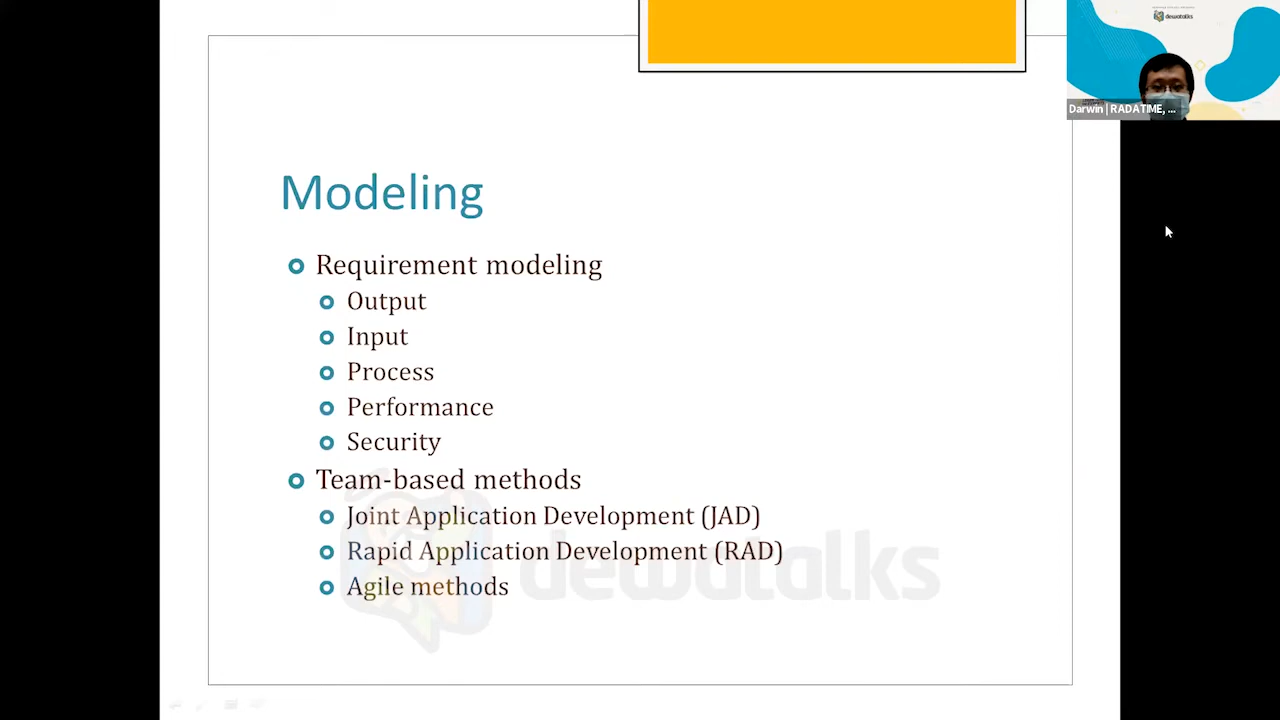 Modeling
Requirement modeling
Output
Input
Process
Performance
Security
Team-based methods
Joint Application Development (JAD)
Rapid Application Development (RAD)
Agile methods
dewatalks
dewatalks
Darwin | RADATIME, ...